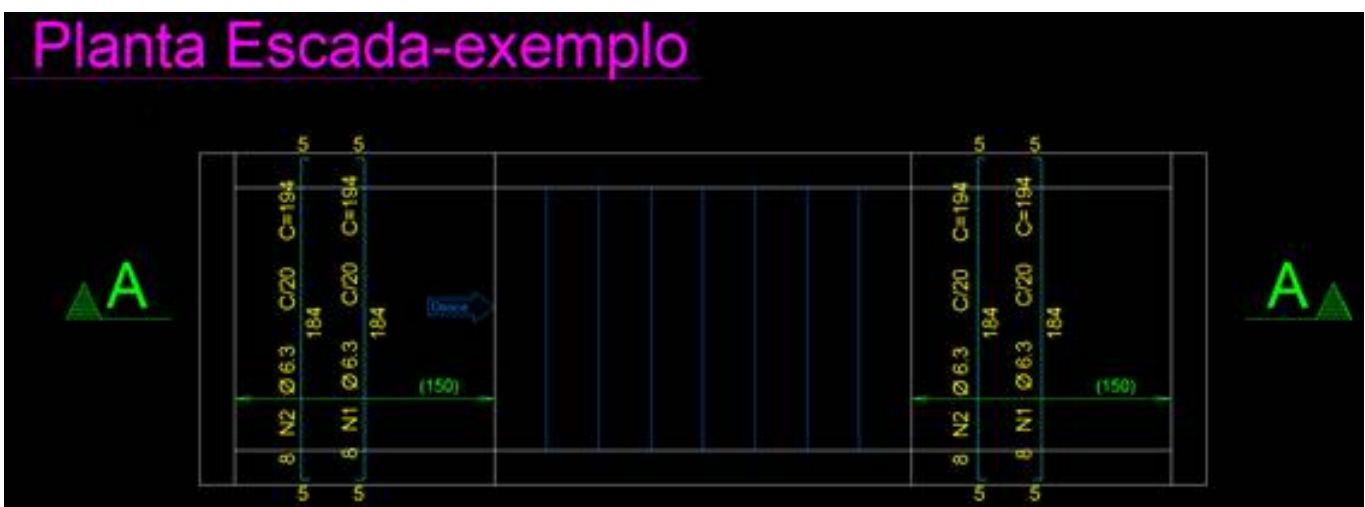 Planta Escada-exemplo
5 5 5 5
8 N2 Ø 6.3 C/20 C=194
184
8 N1 Ø 6.3 C/20 C=194
184
8 N2 Ø 6.3 C/20 C=194
184
8 N1 Ø 6.3 C/20 C=194
184
A
Desce
A
(150)
(150)
5 5 5 5